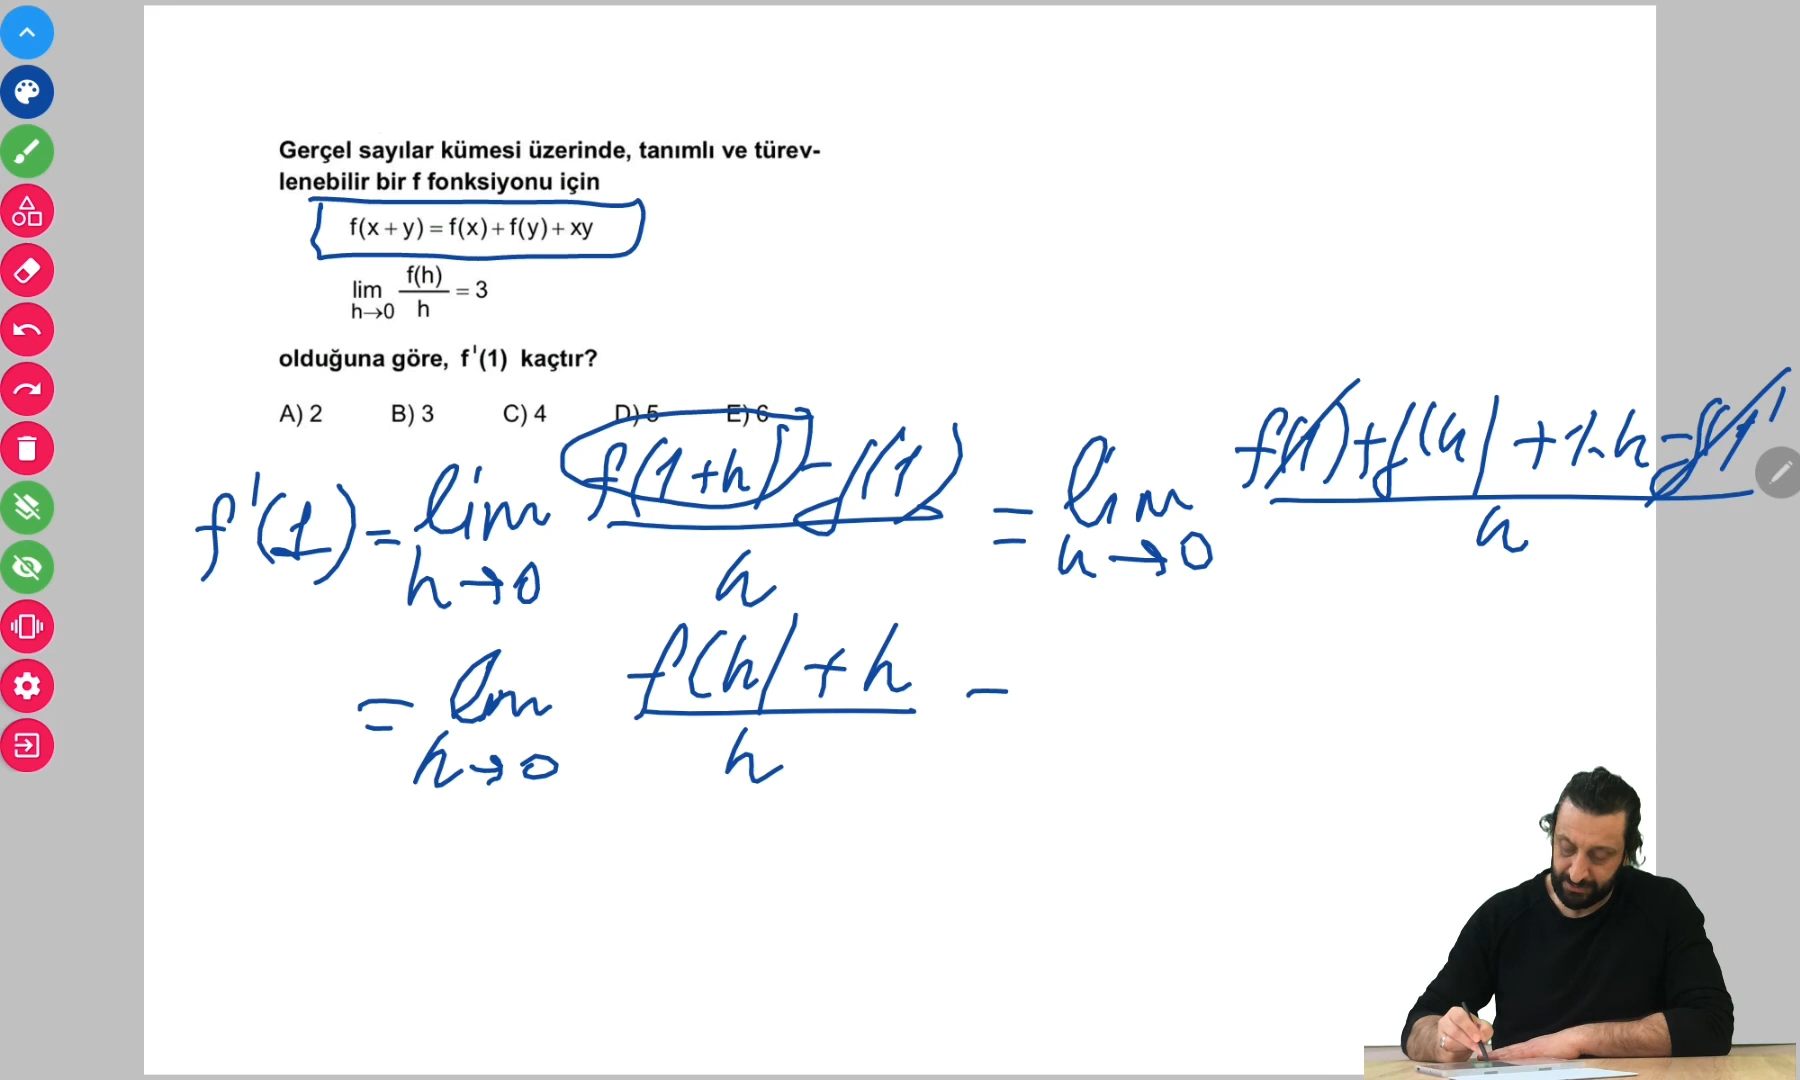 Gerçel sayılar kümesi üzerinde, tanımlı ve türev-
lenebilir bir f fonksiyonu için
f(x + y) = f(x) + f(y) + xy
lim h→0 f(h)/h = 3
olduğuna göre, f'(1) kaçtır?
A) 2 B) 3 C) 4 D) 5 E) 6
f'(1) = lim h→0 (f(1+h) - f(1))/h = lim h→0 (f(1) + f(h) + 1.h - f(1))/h
= lim h→0 (f(h) + h)/h -